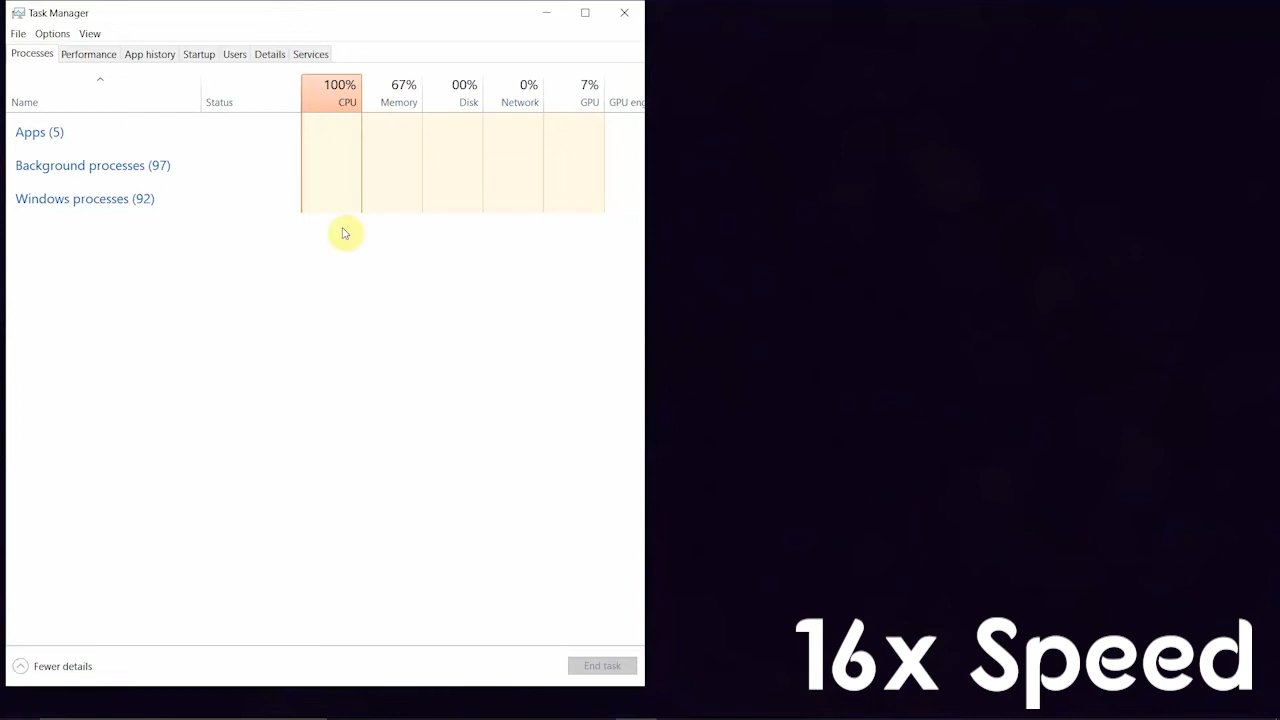 Task Manager
File Options View
Processes Performance App history Startup Users Details Services
100% 67% 00% 0% 7%
Name Status CPU Memory Disk Network GPU GPU eng
Apps (5)
Background processes (97)
Windows processes (92)
Fewer details End task
16x Speed